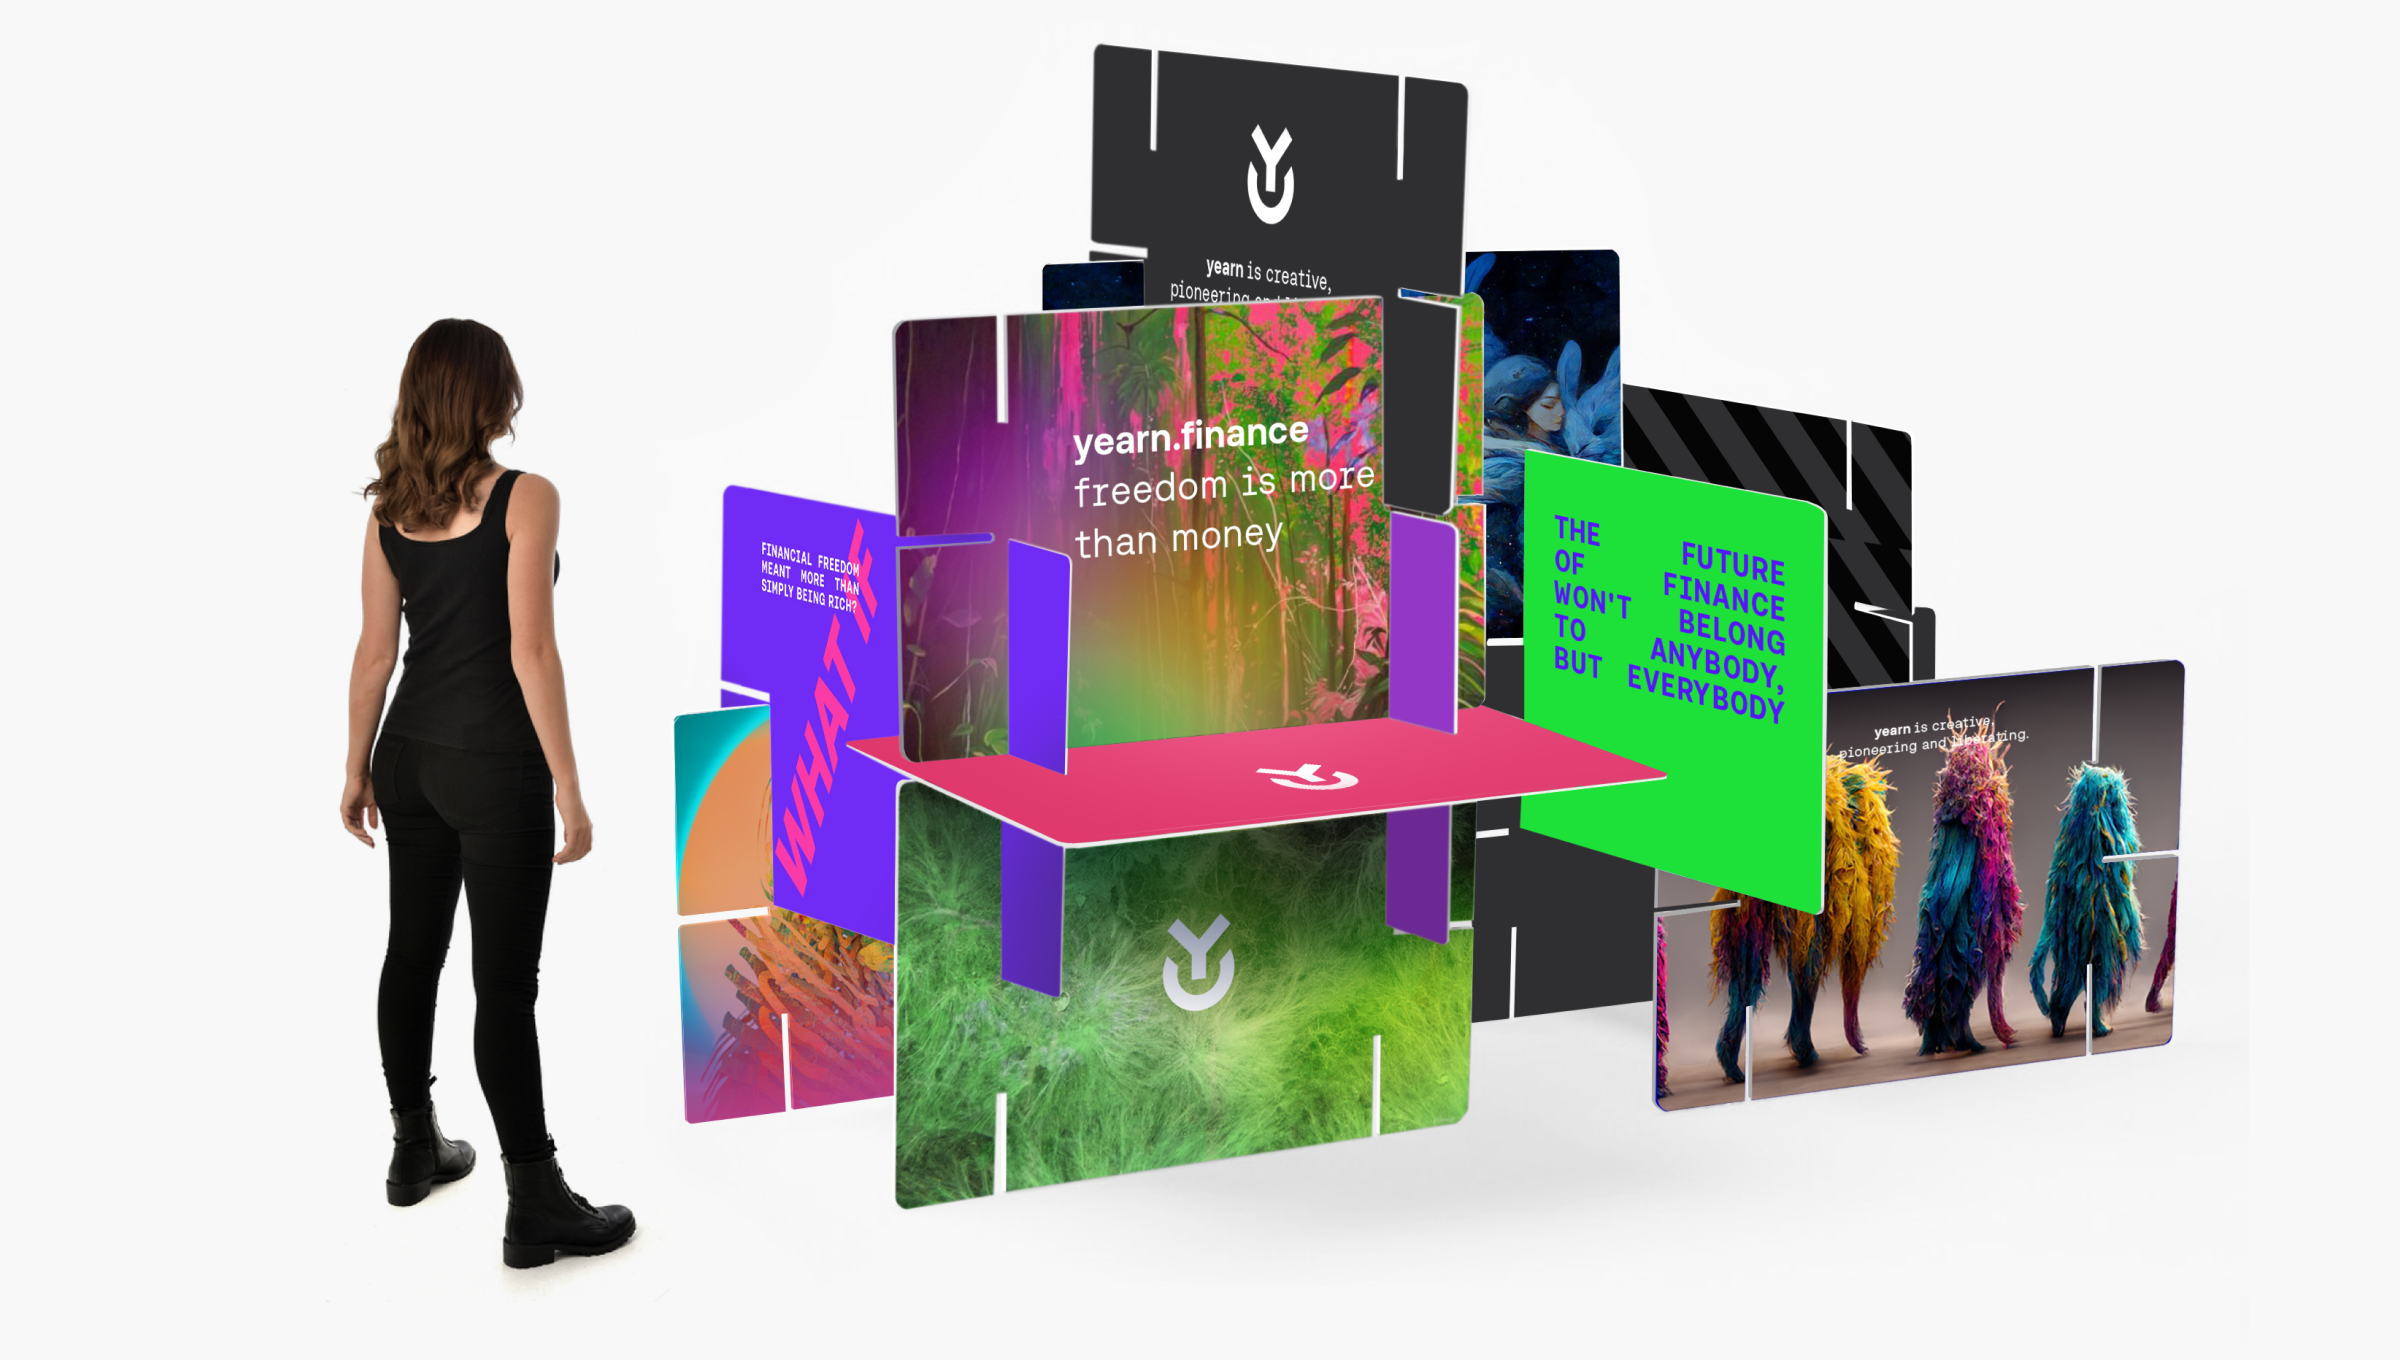 yearn is creative,
pioneering and
yearn.finance
freedom is more
than money
FINANCIAL FREEDOM
MEANT MORE THAN
SIMPLY BEING RICH?
WHAT IF
THE FUTURE
OF FINANCE
WON'T BELONG
TO ANYBODY,
BUT EVERYBODY
yearn is creative,
pioneering and liberating.